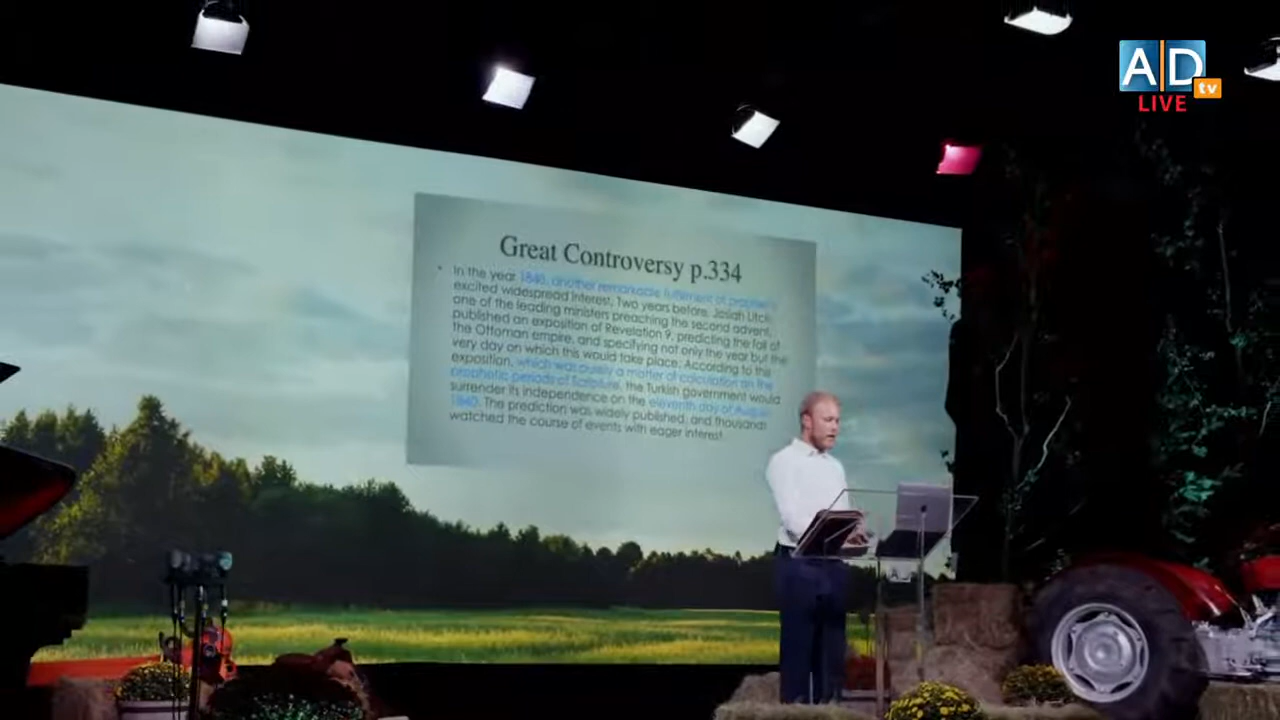 A|D
tv
LIVE
Great Controversy p.334
• In the year 1840, another remarkable fulfillment of prophecy
excited widespread interest. Two years before, Josiah Litch,
one of the leading ministers preaching the second advent,
published an exposition of Revelation 9, predicting the fall of
the Ottoman empire, and specifying not only the year but the
very day on which this would take place. According to this
exposition, which was purely a matter of calculation on the
prophetic periods of Scripture, the Turkish government would
surrender its independence on the eleventh day of August
1840. The prediction was widely published, and thousands
watched the course of events with eager interest.
A|D